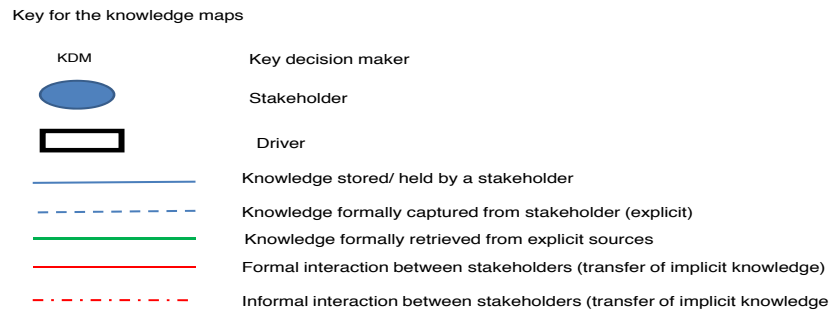 Key for the knowledge maps
KDM Key decision maker
Stakeholder
Driver
Knowledge stored/ held by a stakeholder
Knowledge formally captured from stakeholder (explicit)
Knowledge formally retrieved from explicit sources
Formal interaction between stakeholders (transfer of implicit knowledge)
Informal interaction between stakeholders (transfer of implicit knowledge